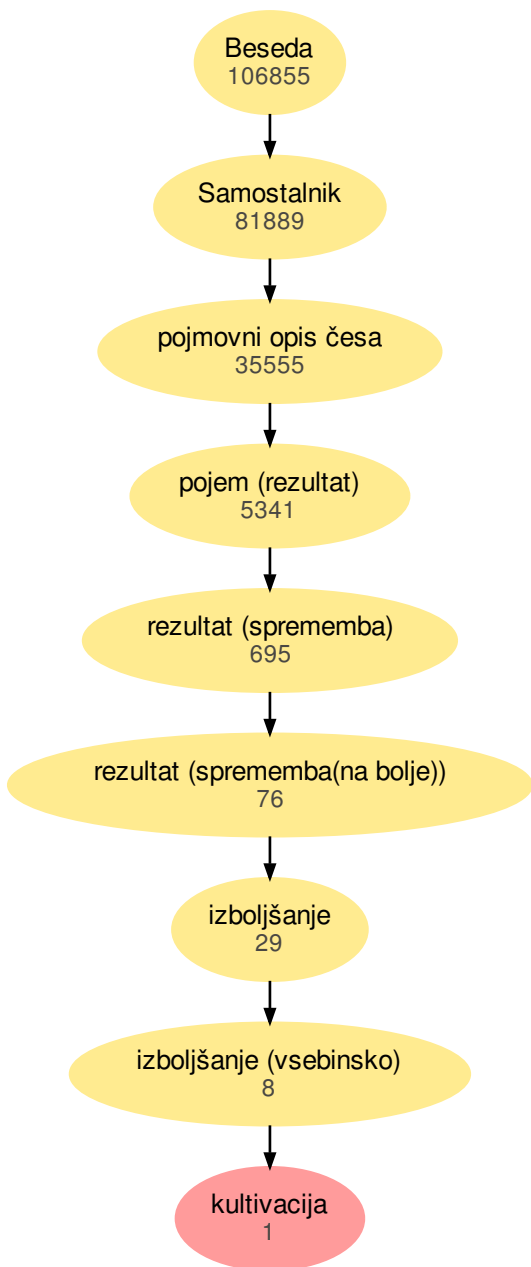 Beseda
106855
Samostalnik
81889
pojmovni opis česa
35555
pojem (rezultat)
5341
rezultat (sprememba)
695
rezultat (sprememba(na bolje))
76
izboljšanje
29
izboljšanje (vsebinsko)
8
kultivacija
1